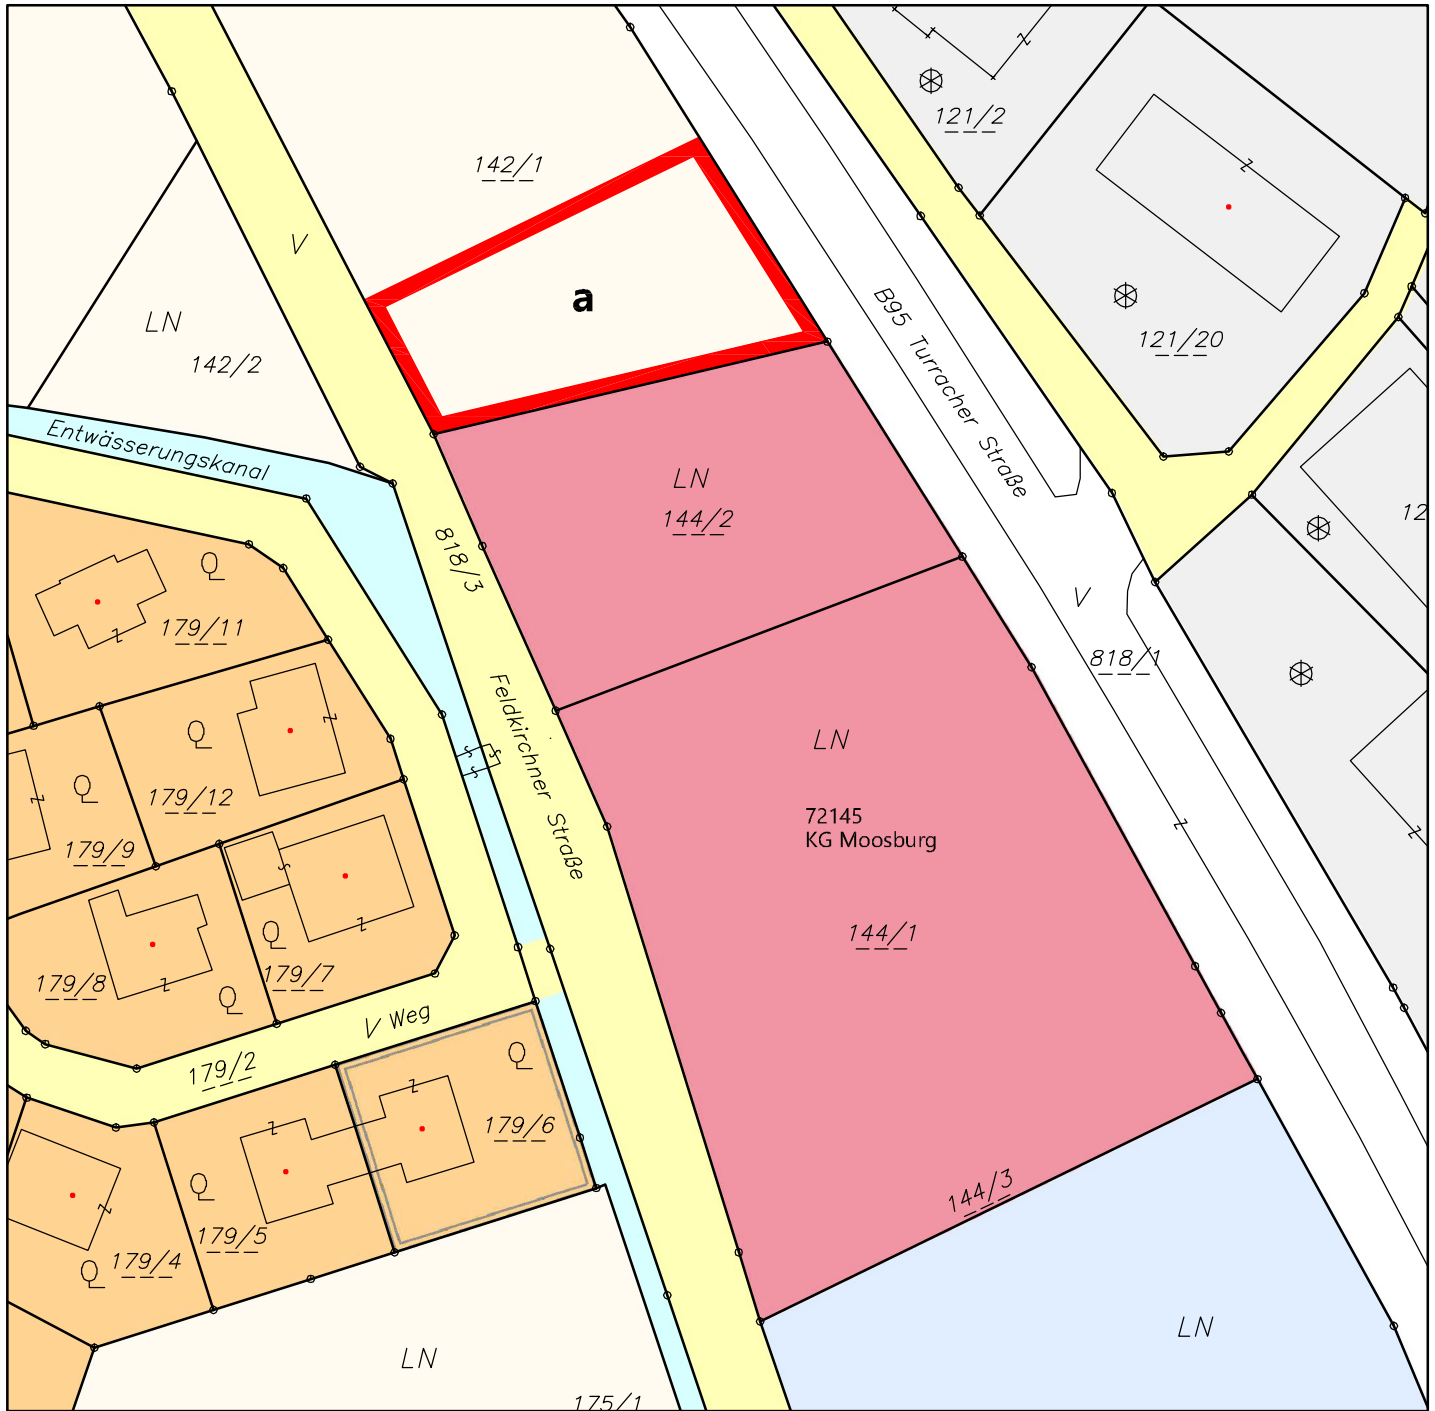 121/2
142/1
V
a
LN
142/2
B95 Turracher Straße
121/20
Entwässerungskanal
LN
144/2
818/3
12
179/11
V
818/1
Feldkirchner Straße
LN
179/12
72145
KG Moosburg
179/9
144/1
179/8
179/7
V Weg
179/2
179/6
144/3
179/5
179/4
LN
LN
175/1